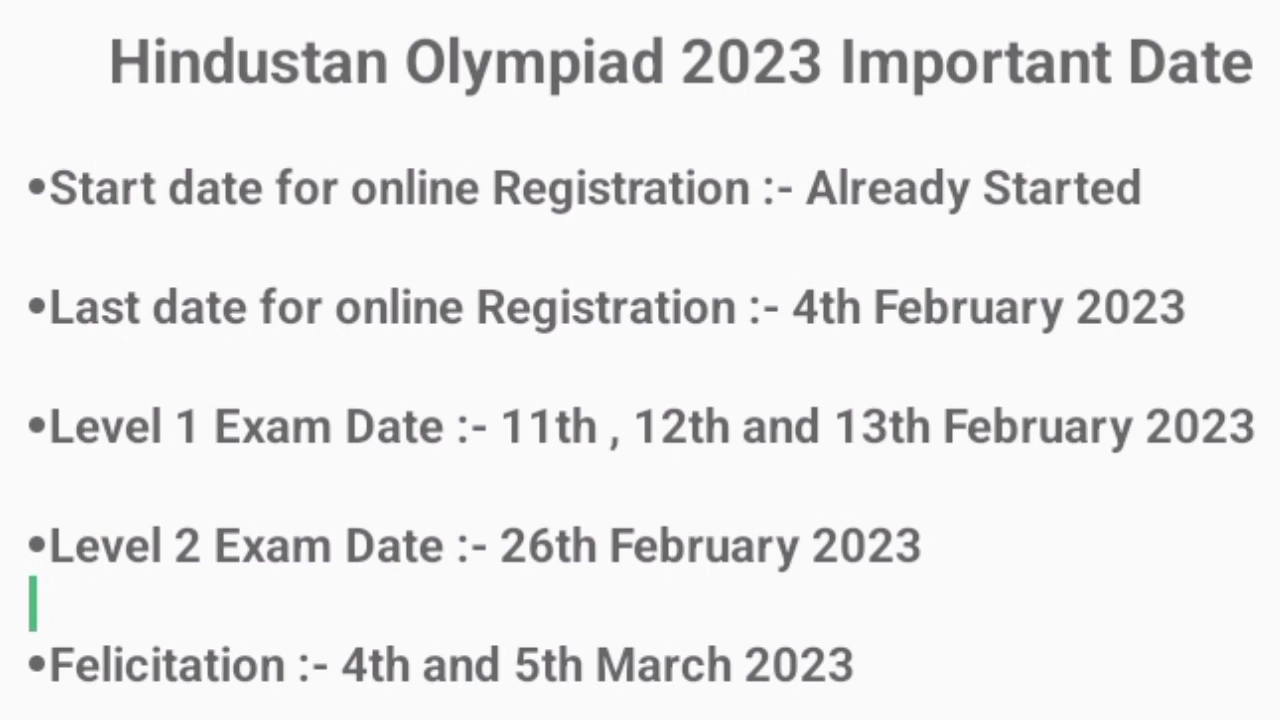 Hindustan Olympiad 2023 Important Date
•Start date for online Registration :- Already Started
•Last date for online Registration :- 4th February 2023
•Level 1 Exam Date :- 11th , 12th and 13th February 2023
•Level 2 Exam Date :- 26th February 2023
•Felicitation :- 4th and 5th March 2023